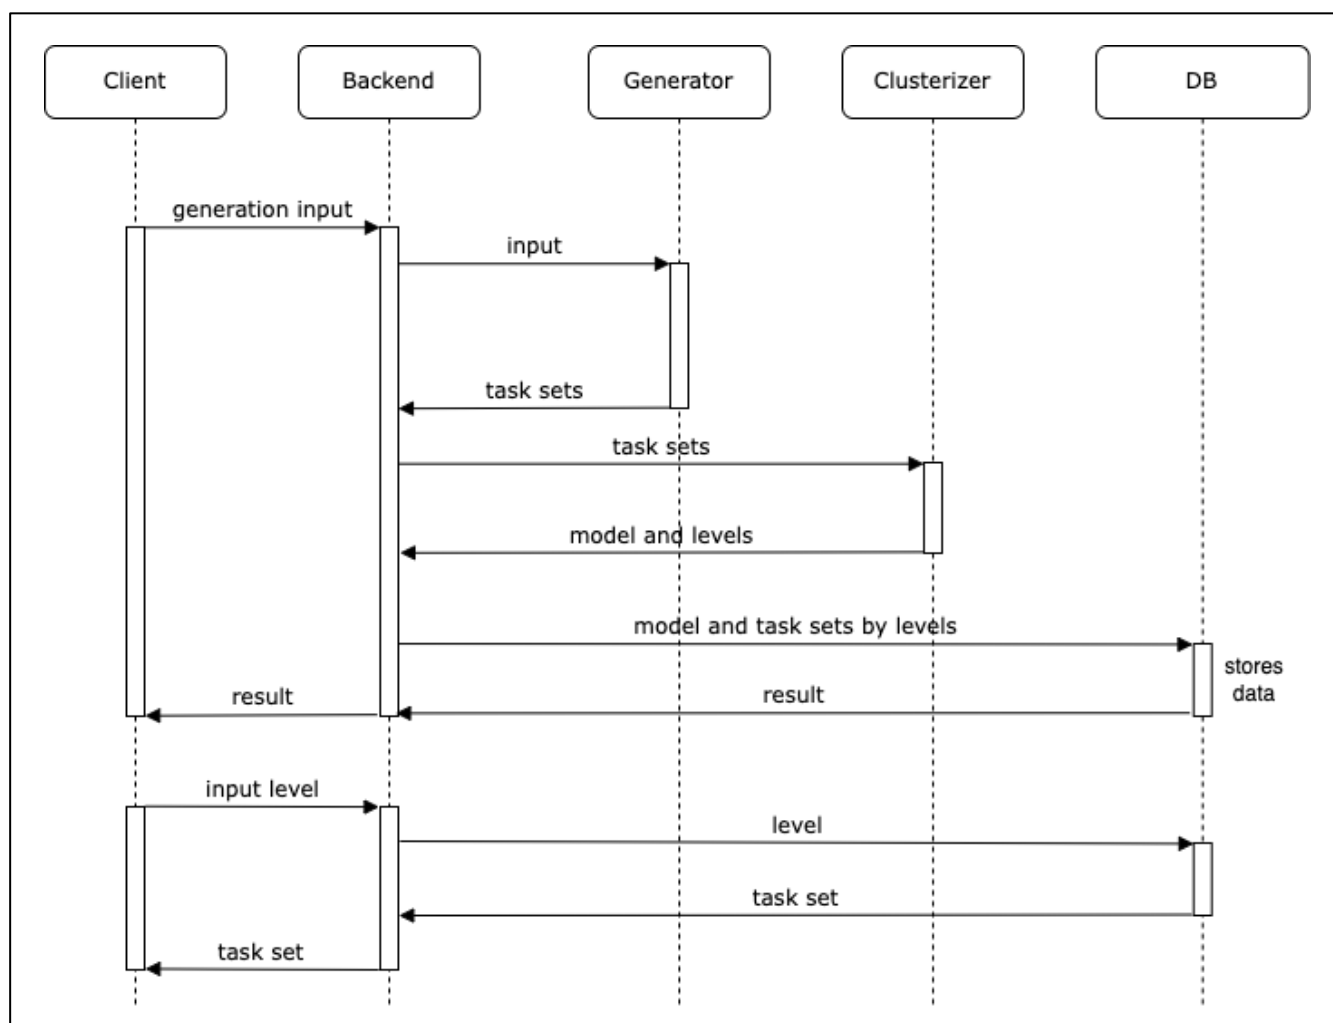 Client
Backend
Generator
Clusterizer
DB
generation input
input
task sets
task sets
model and levels
model and task sets by levels
stores
data
result
result
input level
level
task set
task set